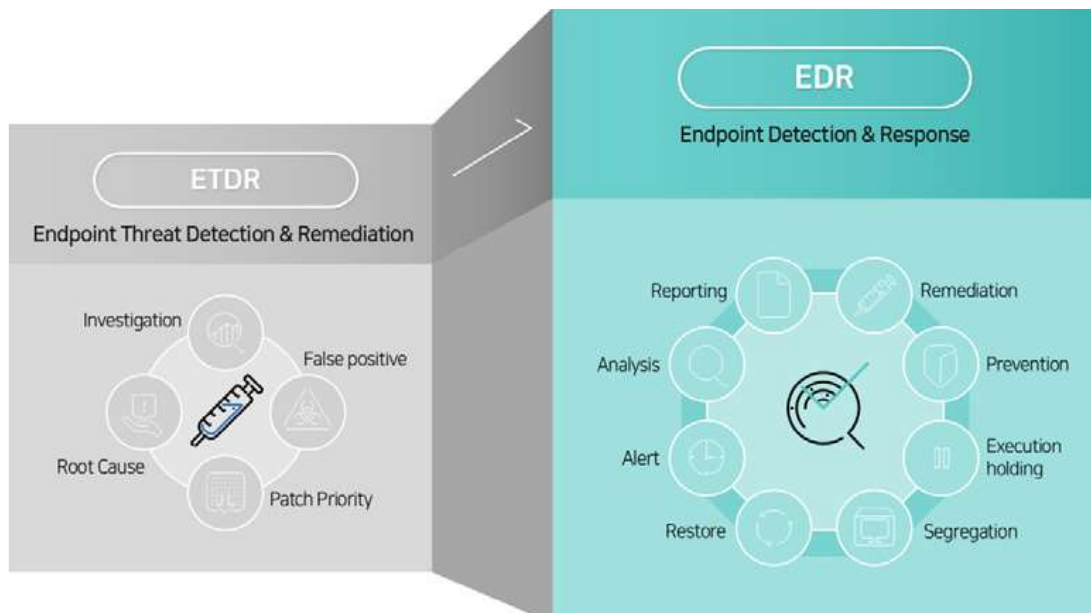 ETDR
Endpoint Threat Detection & Remediation
Investigation
False positive
Root Cause
Patch Priority
EDR
Endpoint Detection & Response
Reporting
Remediation
Analysis
Prevention
Alert
Execution
holding
Restore
Segregation